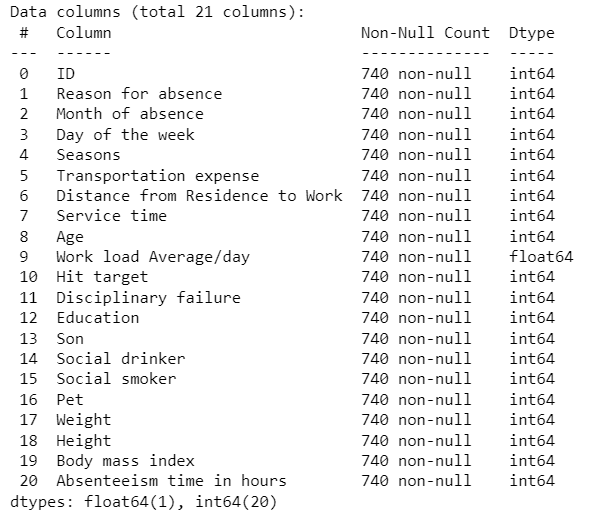 Data columns (total 21 columns):
 #   Column                           Non-Null Count  Dtype
---  ------                           --------------  -----
 0   ID                               740 non-null    int64
 1   Reason for absence               740 non-null    int64
 2   Month of absence                 740 non-null    int64
 3   Day of the week                  740 non-null    int64
 4   Seasons                          740 non-null    int64
 5   Transportation expense           740 non-null    int64
 6   Distance from Residence to Work  740 non-null    int64
 7   Service time                     740 non-null    int64
 8   Age                              740 non-null    int64
 9   Work load Average/day            740 non-null    float64
 10  Hit target                       740 non-null    int64
 11  Disciplinary failure             740 non-null    int64
 12  Education                        740 non-null    int64
 13  Son                              740 non-null    int64
 14  Social drinker                   740 non-null    int64
 15  Social smoker                    740 non-null    int64
 16  Pet                              740 non-null    int64
 17  Weight                           740 non-null    int64
 18  Height                           740 non-null    int64
 19  Body mass index                  740 non-null    int64
 20  Absenteeism time in hours        740 non-null    int64
dtypes: float64(1), int64(20)